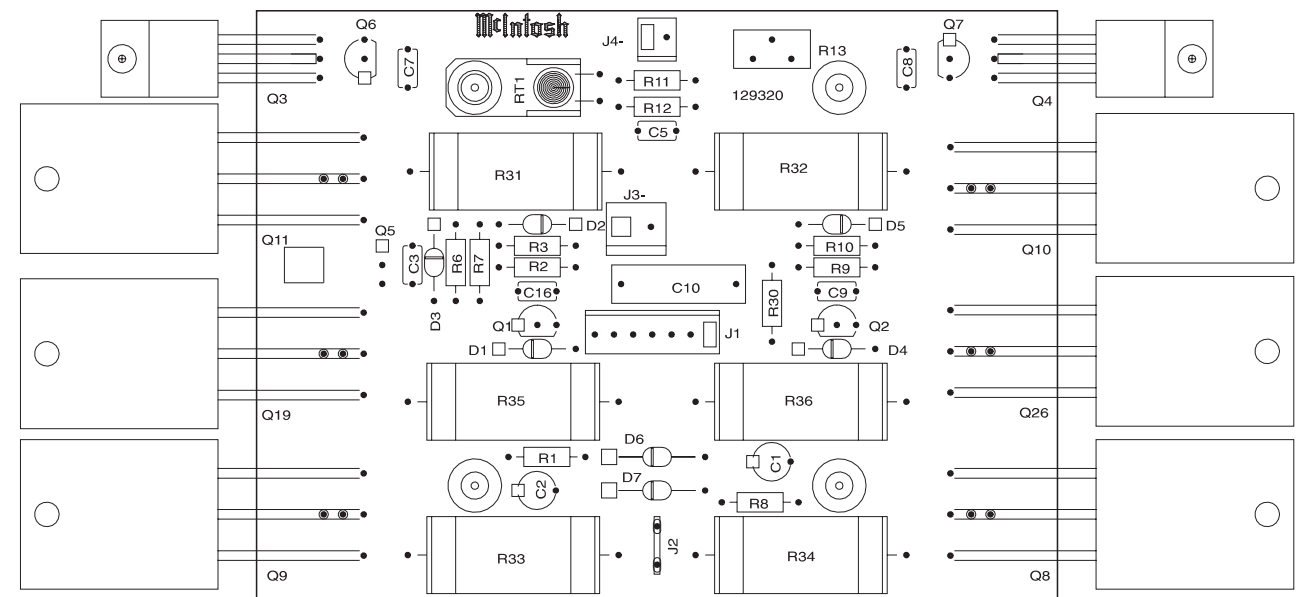 McIntosh
Q6
J4-
Q7
C7
RT1
R11
R13
C8
Q3
R12
129320
Q4
C5
R31
R32
J3-
Q5
D2
D5
Q11
C3
R6
R7
R3
R10
Q10
R2
R9
C16
C10
R30
C9
D3
Q1
J1
Q2
D1
D4
R35
R36
Q19
Q26
D6
R1
C1
D7
C2
R8
J2
R33
R34
Q9
Q8